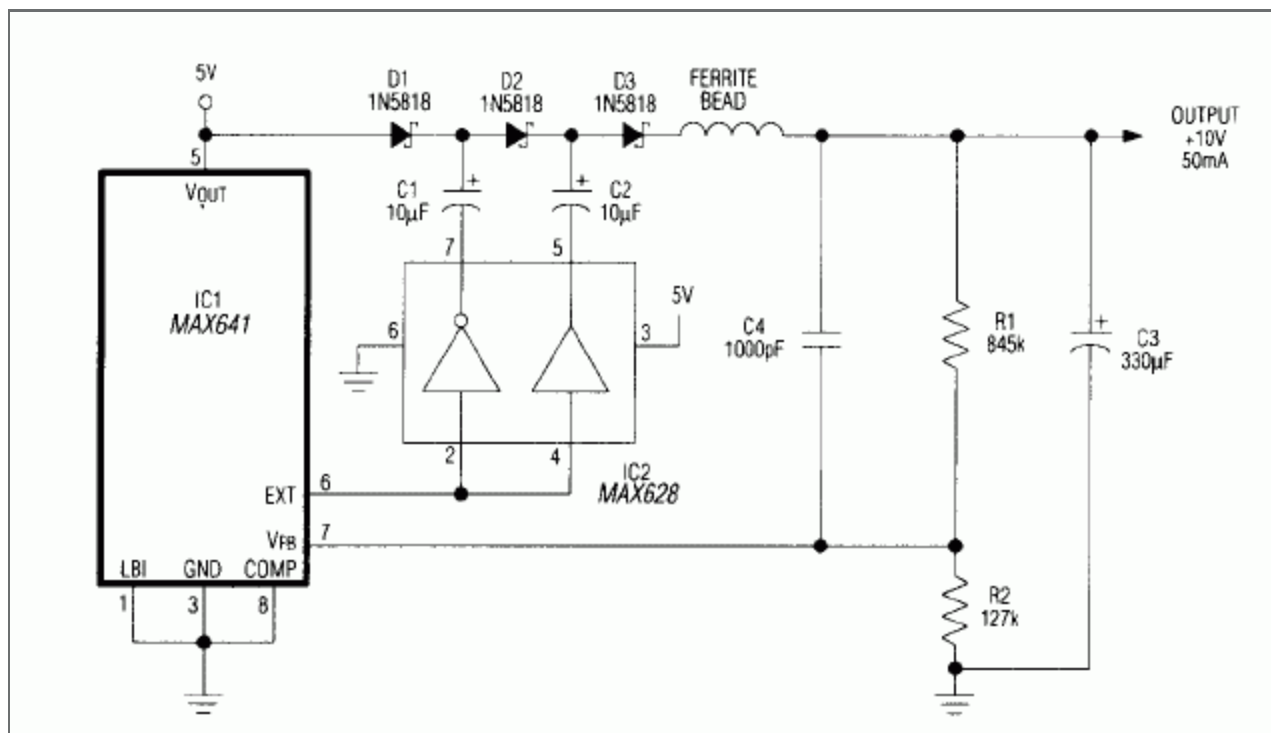 5V
D1
1N5818
D2
1N5818
D3
1N5818
FERRITE
BEAD
OUTPUT
+10V
50mA
5
VOUT
C1
10µF
+
C2
10µF
+
7
5
IC1
MAX641
6
3
5V
C4
1000pF
R1
845k
+
C3
330µF
2
4
IC2
MAX628
EXT
6
VFB
7
LBI
GND
COMP
1
3
8
R2
127k